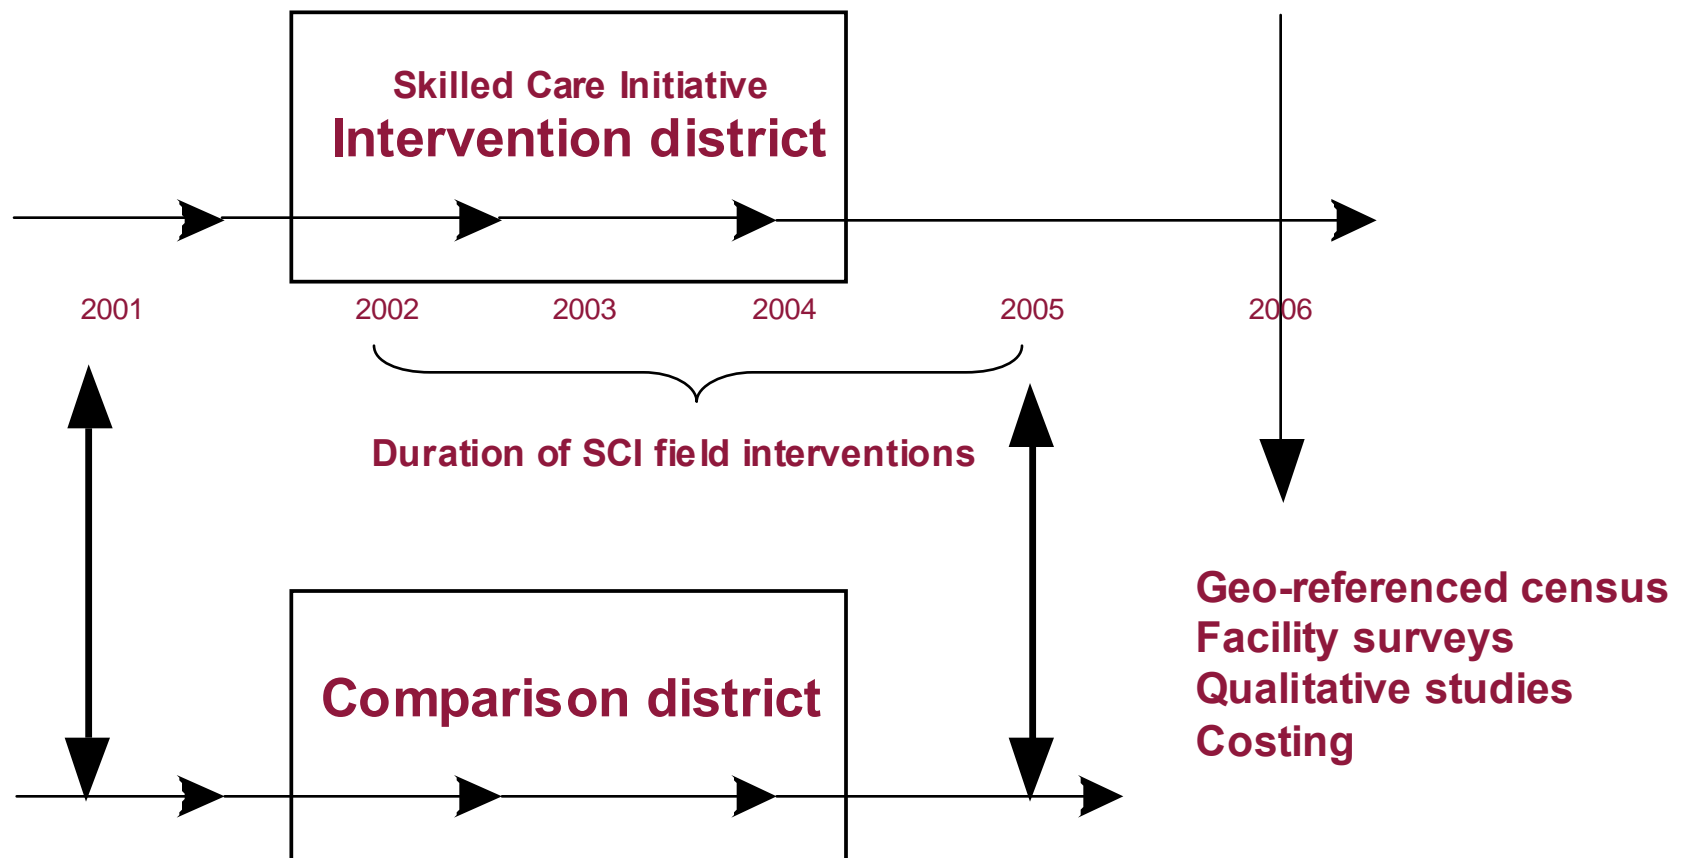 Skilled Care Initiative
Intervention district
2001 2002 2003 2004 2005 2006
Duration of SCI field interventions
Comparison district
Geo-referenced census
Facility surveys
Qualitative studies
Costing